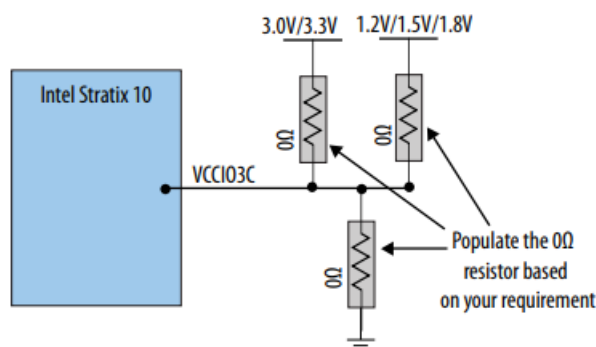 3.0V/3.3V
1.2V/1.5V/1.8V
Intel Stratix 10
0Ω
0Ω
VCCIO3C
0Ω
Populate the 0Ω
resistor based
on your requirement